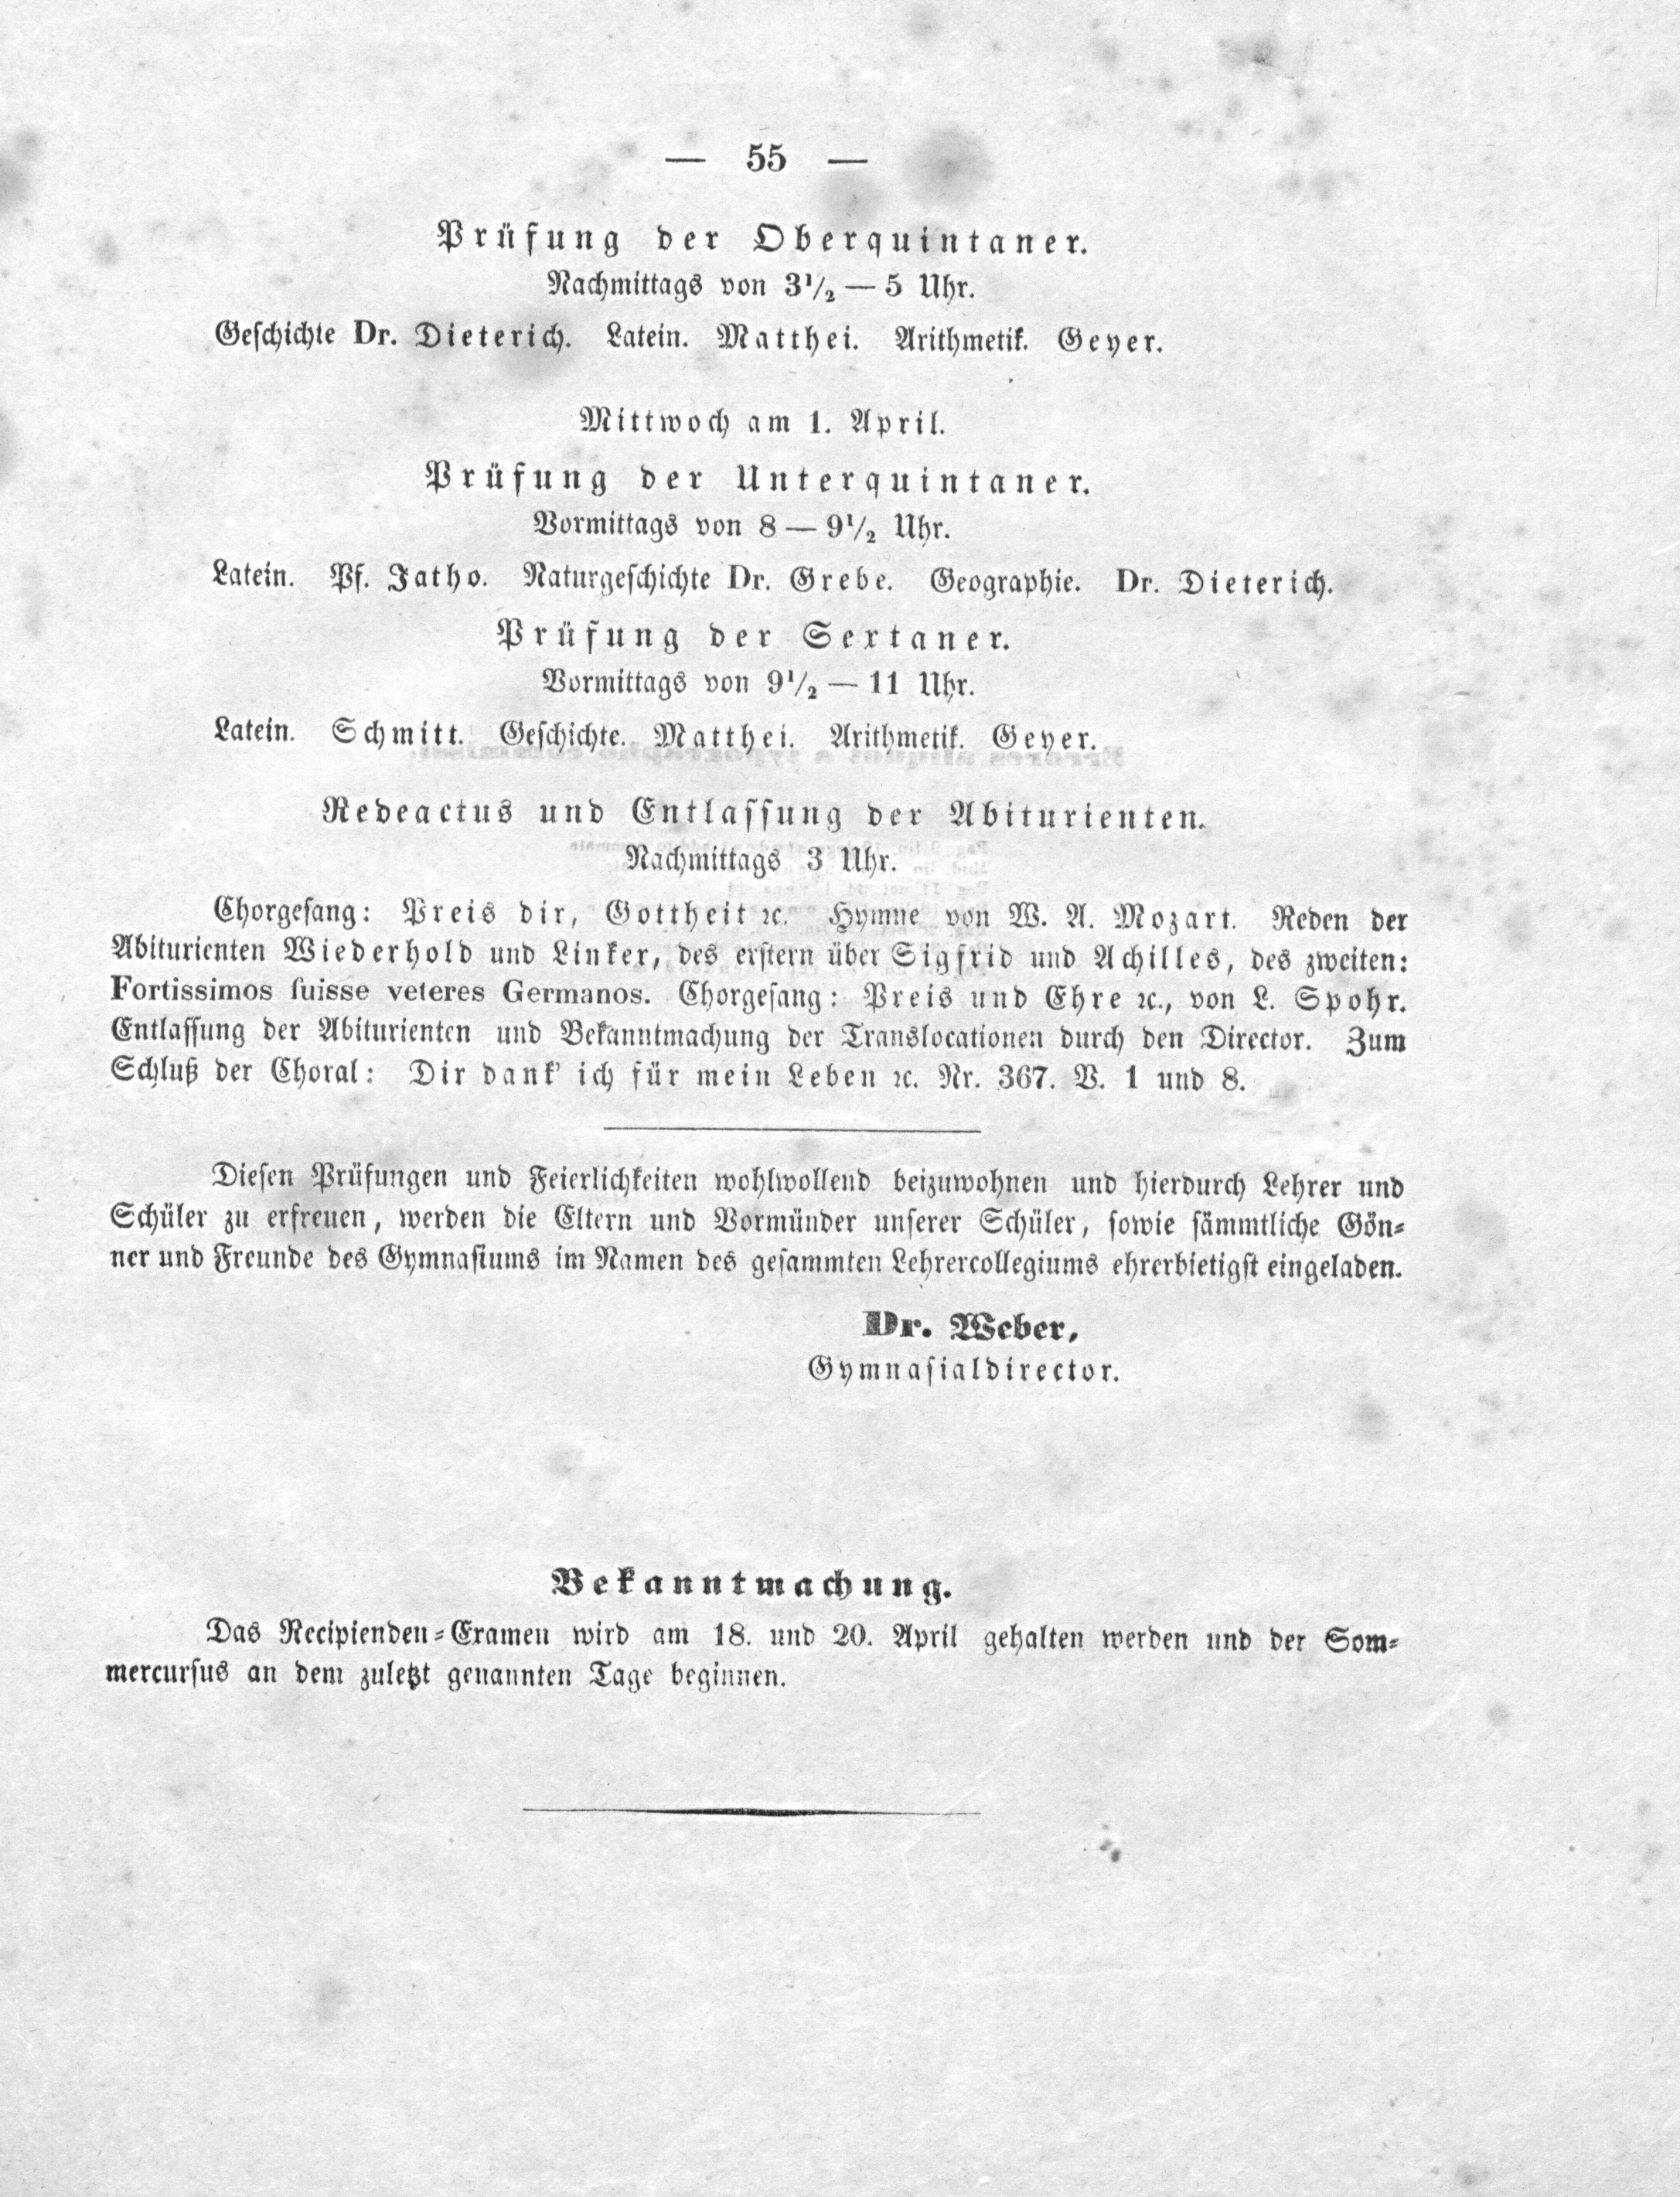 — 55 —
Prüfung der Oberquintaner.
Nachmittags von 3½ — 5 Uhr.
Geschichte Dr. Dieterich. Latein. Matthei. Arithmetik. Geyer.
Mittwoch am 1. April.
Prüfung der Unterquintaner.
Vormittags von 8 — 9½ Uhr.
Latein. Pf. Jatho. Naturgeschichte Dr. Grebe. Geographie. Dr. Dieterich.
Prüfung der Sextaner.
Vormittags von 9½ — 11 Uhr.
Latein. Schmitt. Geschichte. Matthei. Arithmetik. Geyer.
Redeactus und Entlassung der Abiturienten.
Nachmittags 3 Uhr.
Chorgesang: Preis dir, Gottheit ꝛc. Hymne von W. A. Mozart. Reden der
Abiturienten Wiederhold und Linker, des erstern über Sigfrid und Achilles, des zweiten:
Fortissimos fuisse veteres Germanos. Chorgesang: Preis und Ehre ꝛc., von L. Spohr.
Entlassung der Abiturienten und Bekanntmachung der Translocationen durch den Director. Zum
Schluß der Choral: Dir dank' ich für mein Leben ꝛc. Nr. 367. V. 1 und 8.
Diesen Prüfungen und Feierlichkeiten wohlwollend beizuwohnen und hierdurch Lehrer und
Schüler zu erfreuen, werden die Eltern und Vormünder unserer Schüler, sowie sämmtliche Gön-
ner und Freunde des Gymnasiums im Namen des gesammten Lehrercollegiums ehrerbietigst eingeladen.
Dr. Weber,
Gymnasialdirector.
Bekanntmachung.
Das Recipienden-Examen wird am 18. und 20. April gehalten werden und der Som-
mercursus an dem zuletzt genannten Tage beginnen.